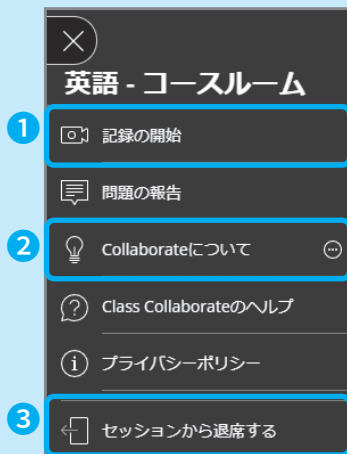 英語 - コースルーム
1 記録の開始
問題の報告
2 Collaborateについて
Class Collaborateのヘルプ
プライバシーポリシー
3 セッションから退席する